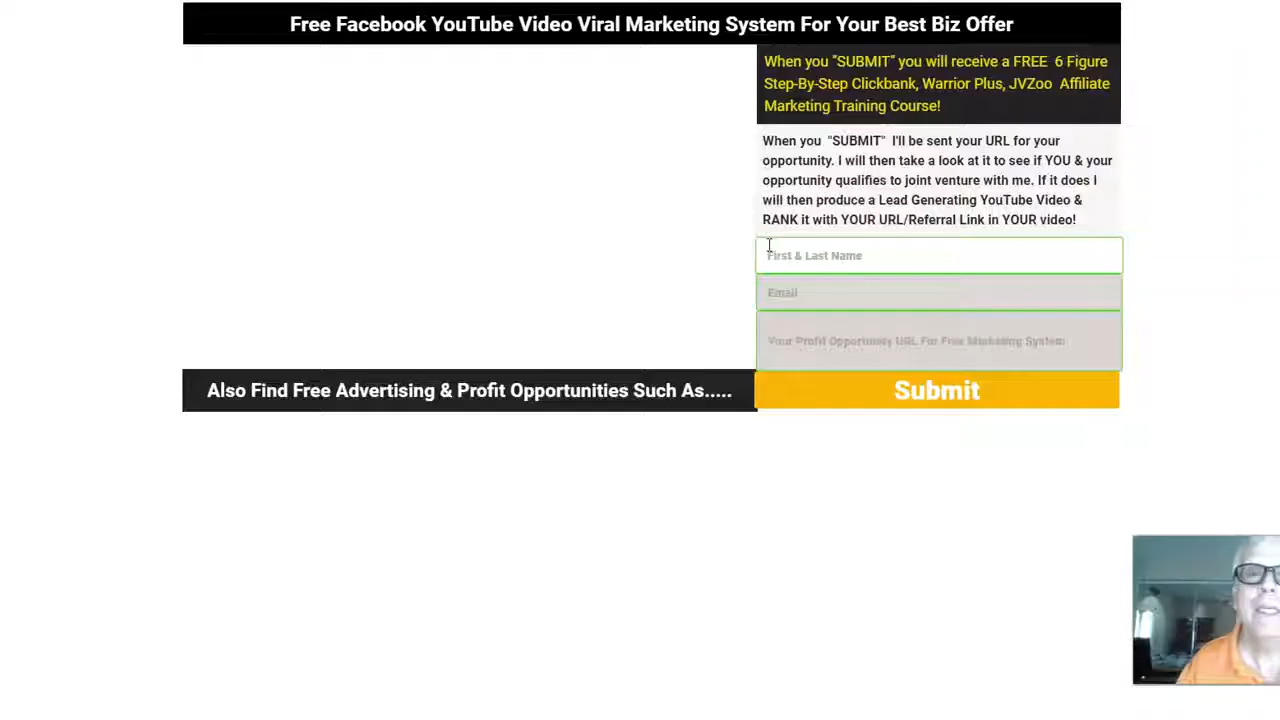 Free Facebook YouTube Video Viral Marketing System For Your Best Biz Offer
When you "SUBMIT" you will receive a FREE 6 Figure
Step-By-Step Clickbank, Warrior Plus, JVZoo Affiliate
Marketing Training Course!
When you "SUBMIT" I'll be sent your URL for your
opportunity. I will then take a look at it to see if YOU & your
opportunity qualifies to joint venture with me. If it does I
will then produce a Lead Generating YouTube Video &
RANK it with YOUR URL/Referral Link in YOUR video!
First & Last Name
Email
Your Profit Opportunity URL For Free Marketing System
Also Find Free Advertising & Profit Opportunities Such As.....
Submit